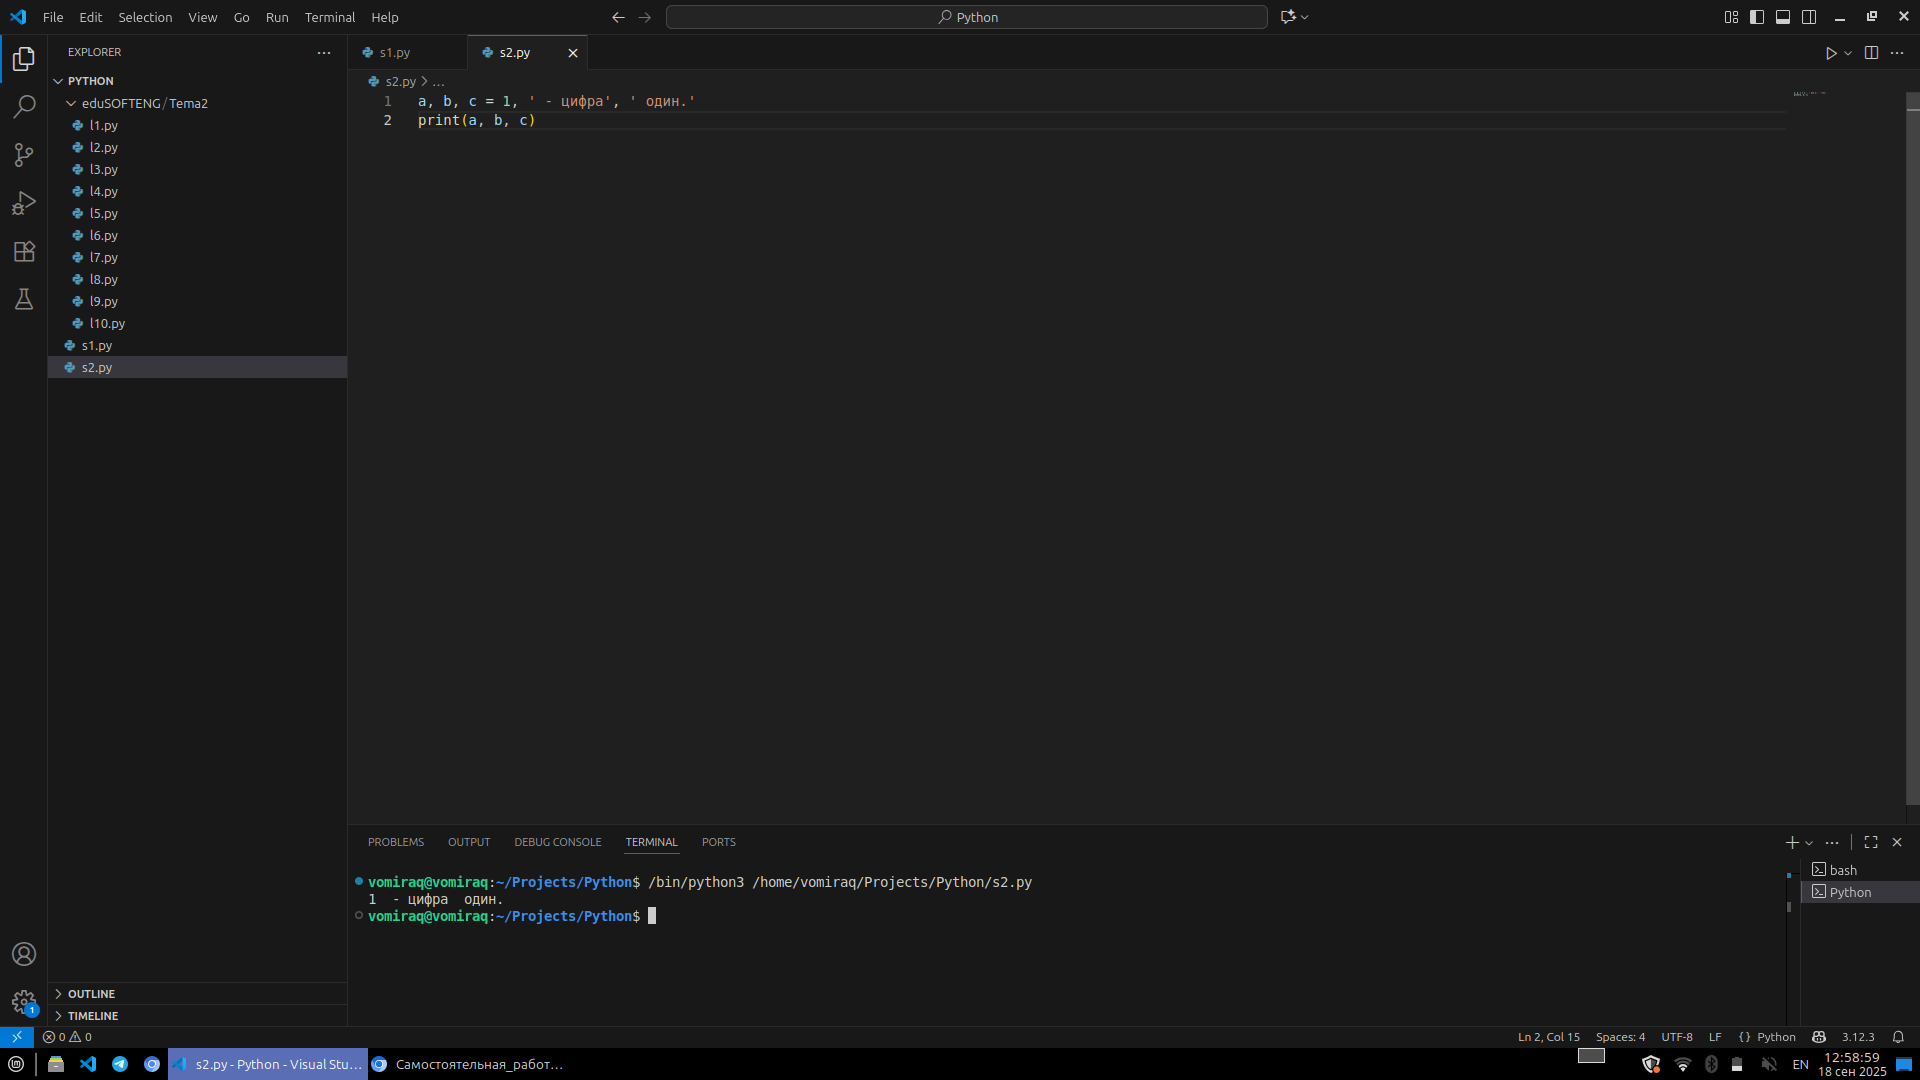 File Edit Selection View Go Run Terminal Help
Python
EXPLORER
PYTHON
eduSOFTENG / Tema2
l1.py
l2.py
l3.py
l4.py
l5.py
l6.py
l7.py
l8.py
l9.py
l10.py
s1.py
s2.py
OUTLINE
TIMELINE
s1.py
s2.py
s2.py > ...
1 a, b, c = 1, ' - цифра', ' один.'
2 print(a, b, c)
PROBLEMS OUTPUT DEBUG CONSOLE TERMINAL PORTS
vomiraq@vomiraq:~/Projects/Python$ /bin/python3 /home/vomiraq/Projects/Python/s2.py
1  - цифра  один.
vomiraq@vomiraq:~/Projects/Python$
bash
Python
1
0 0
Ln 2, Col 15 Spaces: 4 UTF-8 LF {} Python 3.12.3
s2.py - Python - Visual Stu...
Самостоятельная_работ...
EN
12:58:59
18 сен 2025